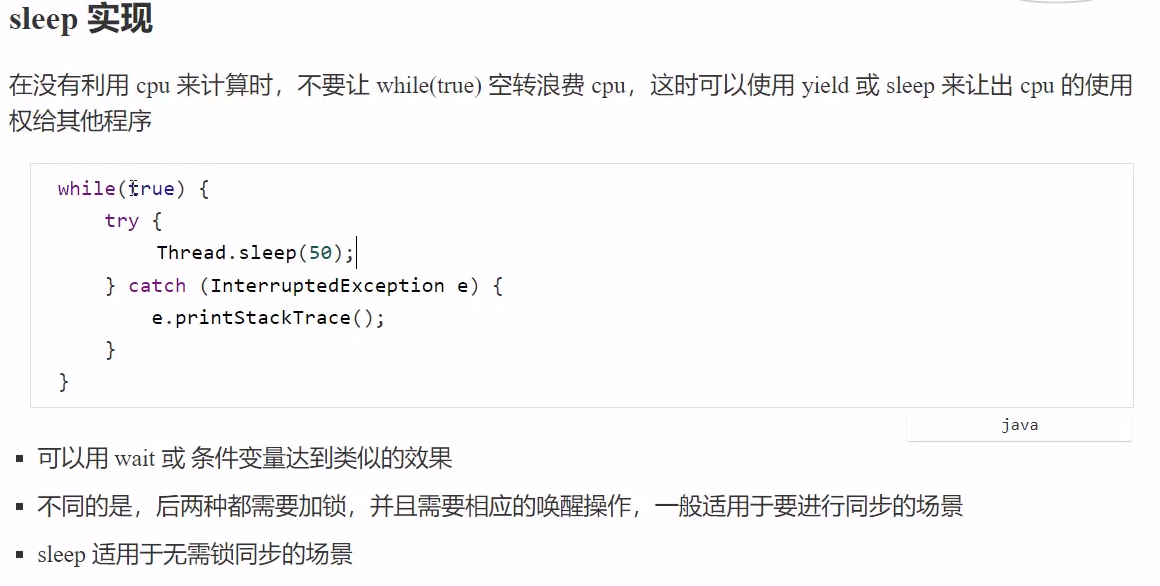 sleep 实现
在没有利用 cpu 来计算时，不要让 while(true) 空转浪费 cpu，这时可以使用 yield 或 sleep 来让出 cpu 的使用
权给其他程序
while(true) {
    try {
        Thread.sleep(50);
    } catch (InterruptedException e) {
        e.printStackTrace();
    }
}
java
▪ 可以用 wait 或 条件变量达到类似的效果
▪ 不同的是，后两种都需要加锁，并且需要相应的唤醒操作，一般适用于要进行同步的场景
▪ sleep 适用于无需锁同步的场景